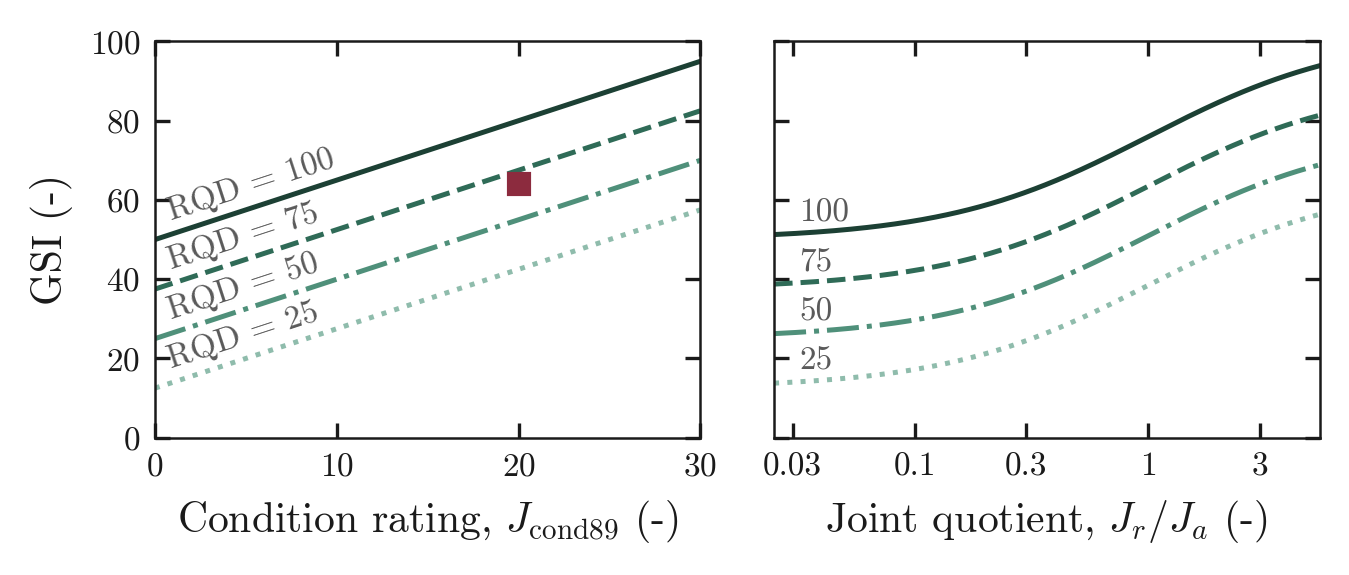 100
80
60
40
20
0
GSI (-)
RQD = 100
RQD = 75
RQD = 50
RQD = 25
0 10 20 30
Condition rating, J_cond89 (-)
100
75
50
25
0.03 0.1 0.3 1 3
Joint quotient, J_r/J_a (-)